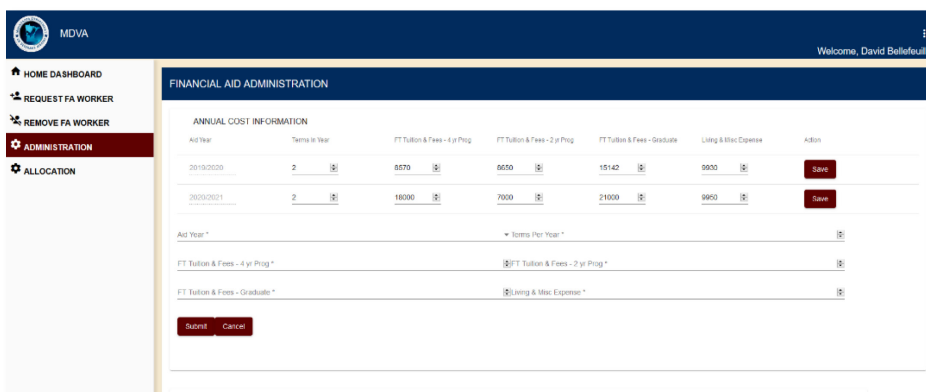 MDVA
Welcome, David Bellefeuill
HOME DASHBOARD
REQUEST FA WORKER
REMOVE FA WORKER
ADMINISTRATION
ALLOCATION
FINANCIAL AID ADMINISTRATION
ANNUAL COST INFORMATION
Aid Year Terms in Year FT Tuition & Fees - 4 yr Prog FT Tuition & Fees - 2 yr Prog FT Tuition & Fees - Graduate Living & Misc Expense Action
2019/2020 2 8570 8650 15142 9900 Save
2020/2021 2 18000 7000 21000 9950 Save
Aid Year * Terms Per Year *
FT Tuition & Fees - 4 yr Prog * FT Tuition & Fees - 2 yr Prog *
FT Tuition & Fees - Graduate * Living & Misc Expense *
Submit Cancel